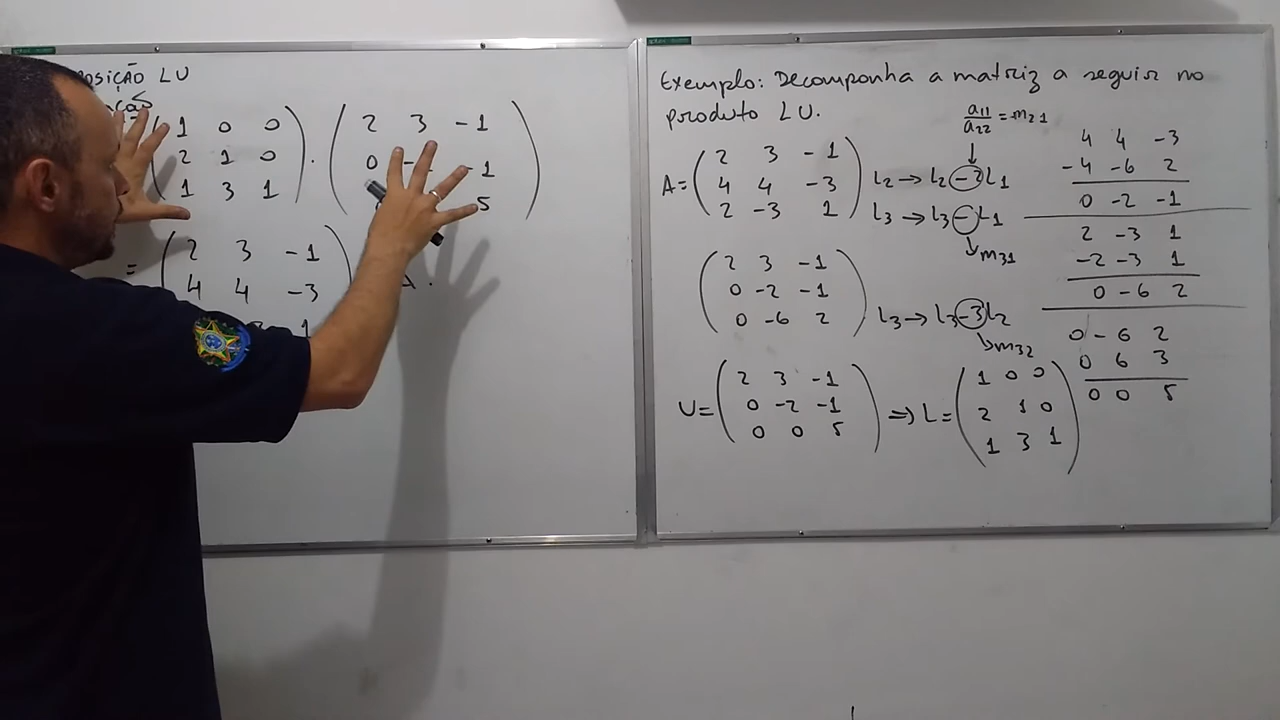 POSIÇÃO LU
1 0 0
2 1 0
1 3 1
.
2 3 -1
0 - -1
5
=
2 3 -1
4 4 -3
1
A.
Exemplo: Decomponha a matriz a seguir no
produto LU.
a11/a22 = m21
A=
2 3 -1
4 4 -3
2 -3 1
L2 → L2 -2L1
L3 → L3 - L1
m31
2 3 -1
0 -2 -1
0 -6 2
L3 → L3 -3L2
m32
U=
2 3 -1
0 -2 -1
0 0 5
⇒ L=
1 0 0
2 1 0
1 3 1
4 4 -3
-4 -6 2
0 -2 -1
2 -3 1
-2 -3 1
0 -6 2
0 -6 2
0 6 3
0 0 5